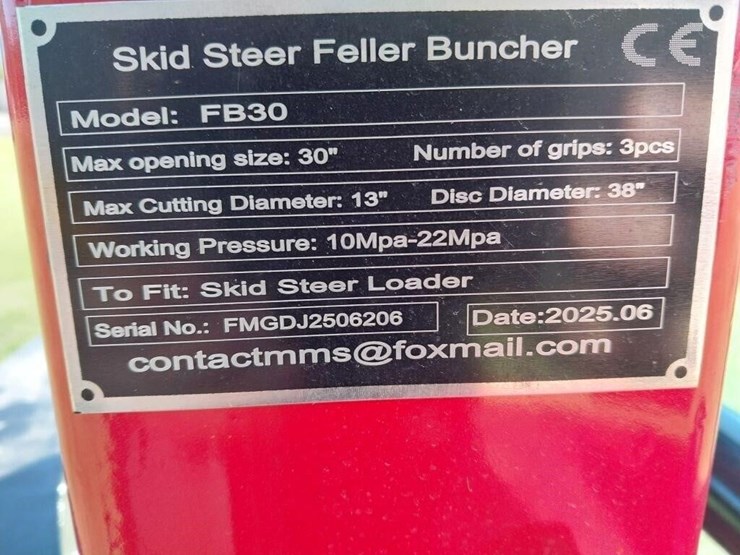 Skid Steer Feller Buncher CE
Model: FB30
Max opening size: 30" Number of grips: 3pcs
Max Cutting Diameter: 13" Disc Diameter: 38"
Working Pressure: 10Mpa-22Mpa
To Fit: Skid Steer Loader
Serial No.: FMGDJ2506206 Date:2025.06
contactmms@foxmail.com